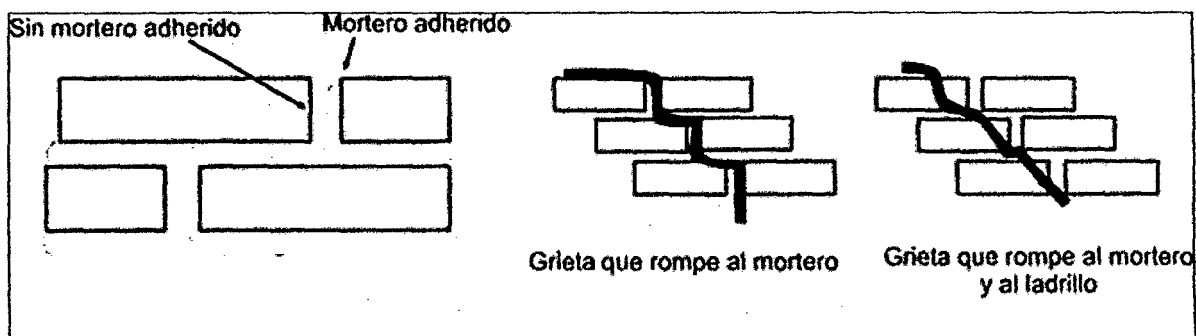 Sin mortero adherido
Mortero adherido
Grieta que rompe al mortero
Grieta que rompe al mortero
y al ladrillo